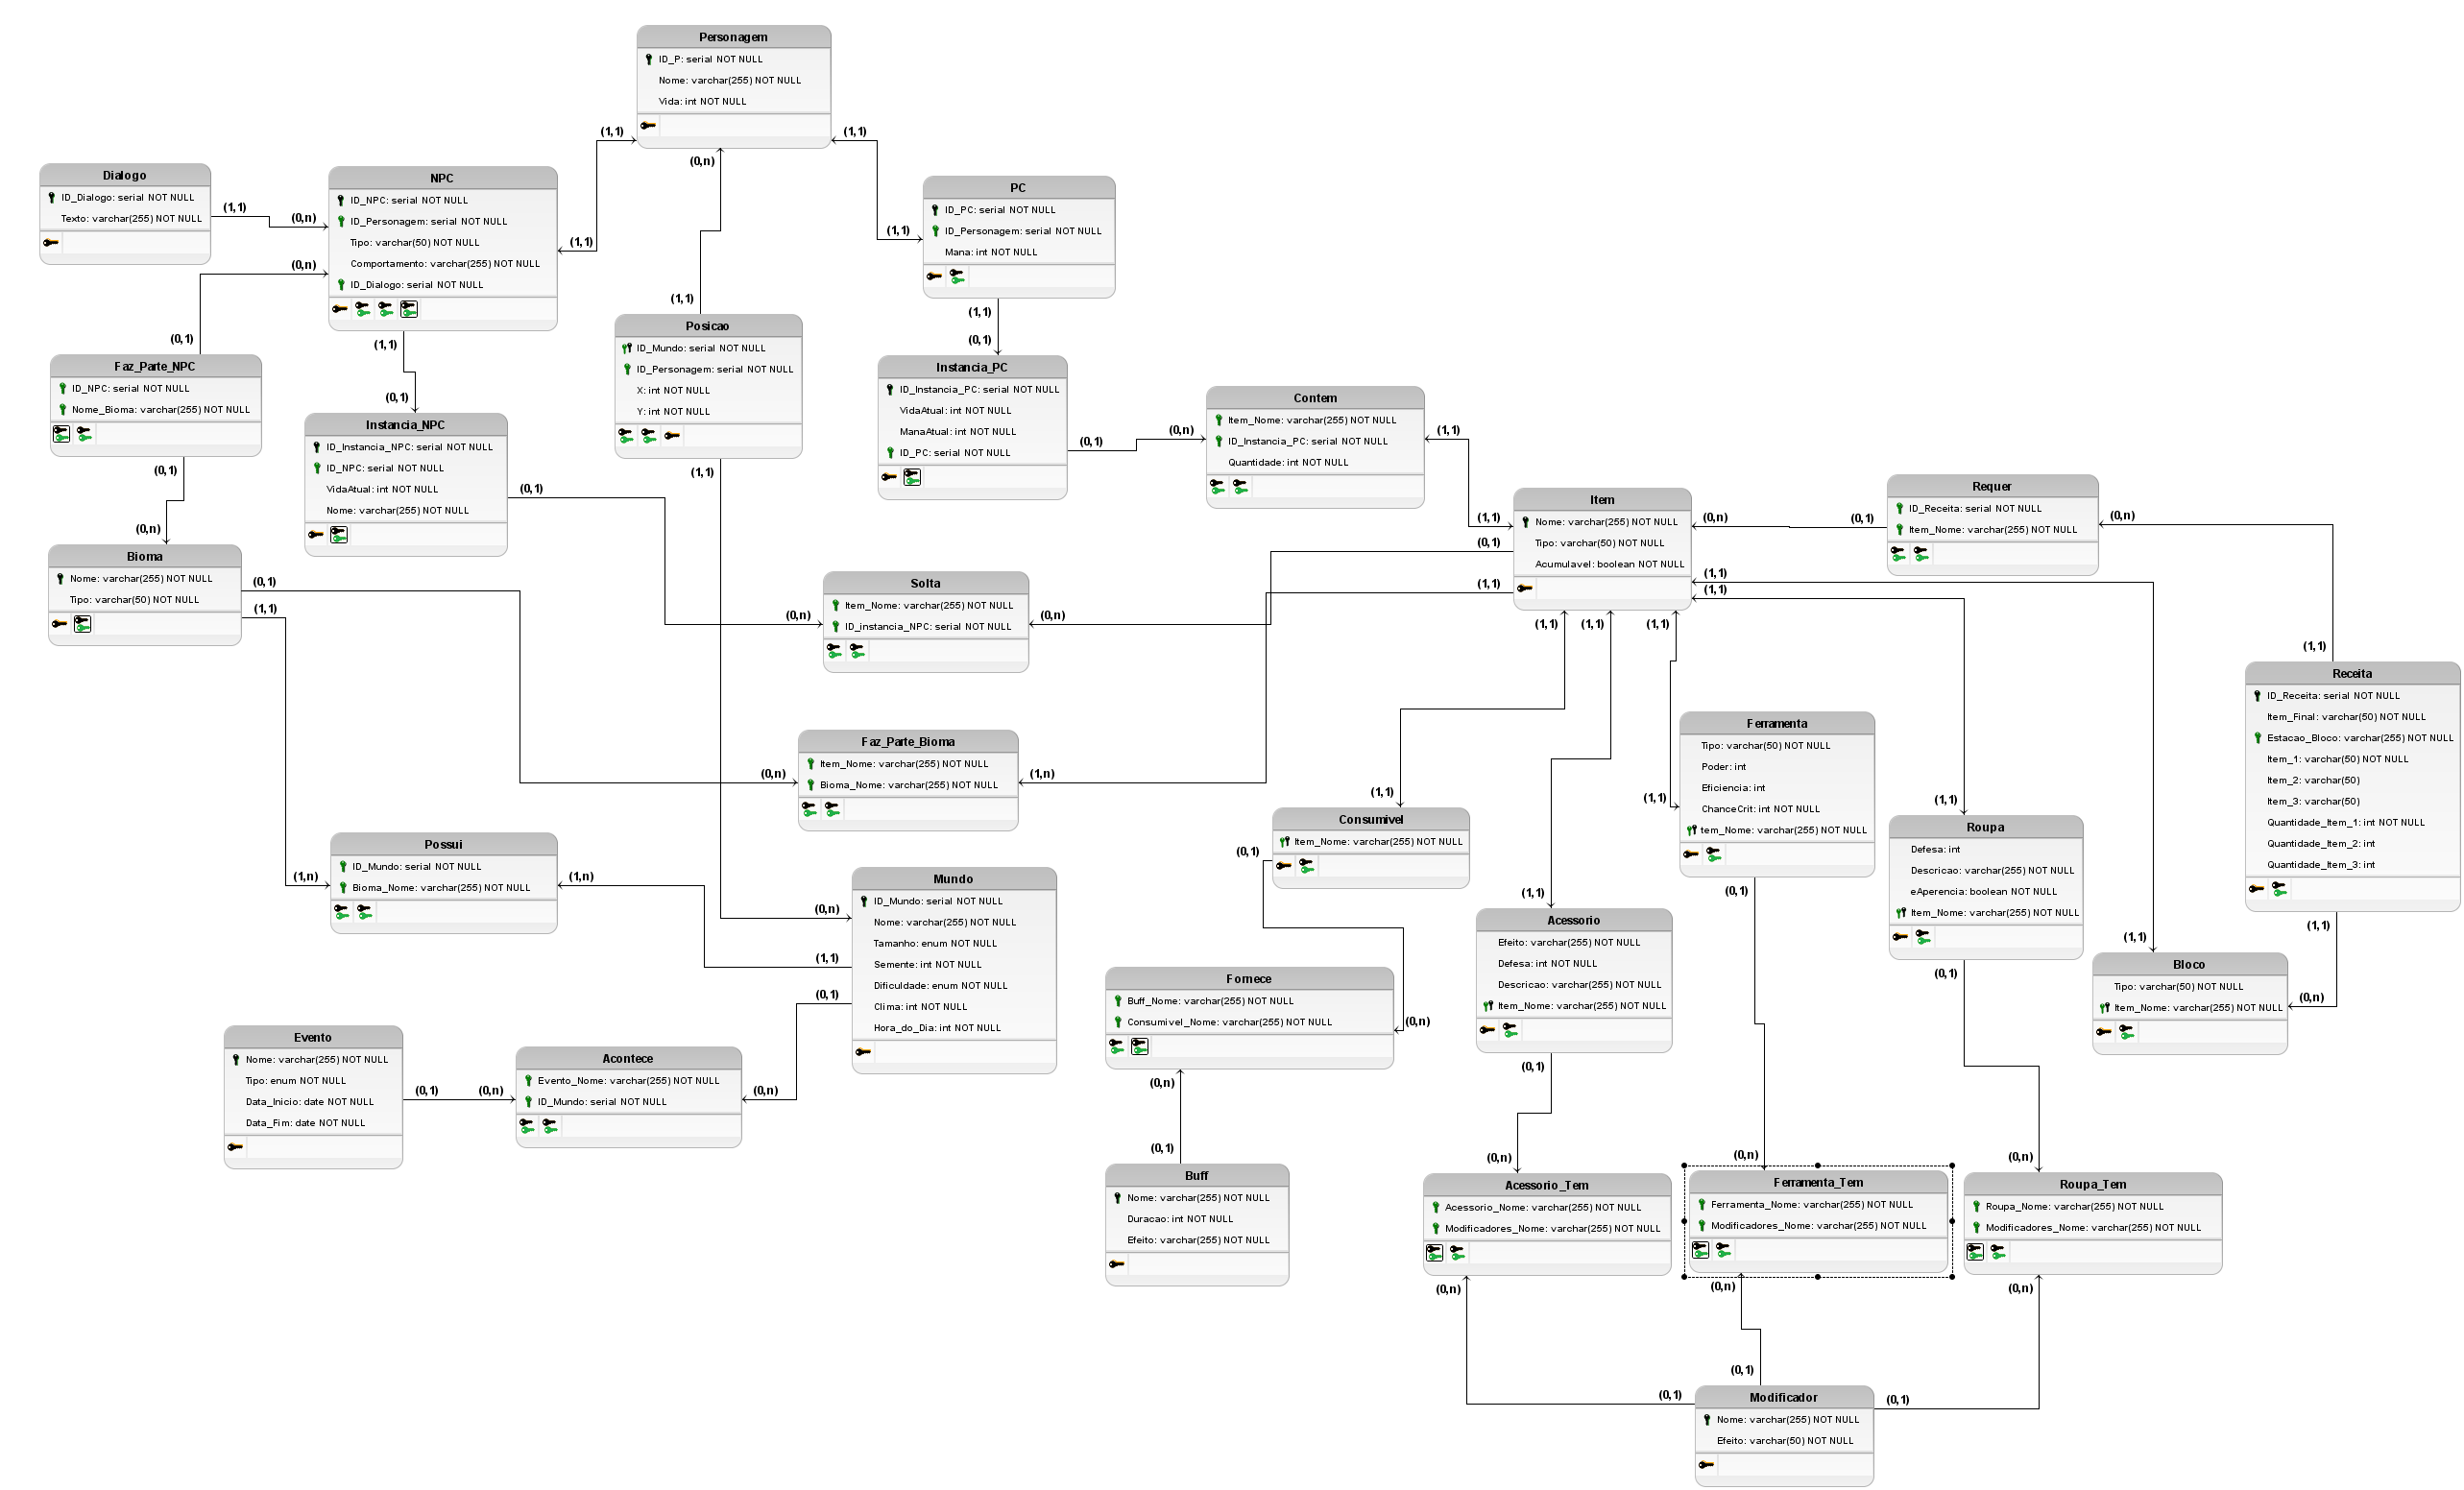 Personagem
ID_P: serial NOT NULL
Nome: varchar(255) NOT NULL
Vida: int NOT NULL
(1,1)
(1,1)
(0,n)
Dialogo
ID_Dialogo: serial NOT NULL
Texto: varchar(255) NOT NULL
(1,1)
(0,n)
NPC
ID_NPC: serial NOT NULL
ID_Personagem: serial NOT NULL
Tipo: varchar(50) NOT NULL
Comportamento: varchar(255) NOT NULL
ID_Dialogo: serial NOT NULL
(1,1)
(0,n)
(0,1)
(1,1)
(0,1)
PC
ID_PC: serial NOT NULL
ID_Personagem: serial NOT NULL
Mana: int NOT NULL
(1,1)
(1,1)
(0,1)
Posicao
ID_Mundo: serial NOT NULL
ID_Personagem: serial NOT NULL
X: int NOT NULL
Y: int NOT NULL
(1,1)
(1,1)
Faz_Parte_NPC
ID_NPC: serial NOT NULL
Nome_Bioma: varchar(255) NOT NULL
(0,1)
(0,n)
Instancia_NPC
ID_Instancia_NPC: serial NOT NULL
ID_NPC: serial NOT NULL
VidaAtual: int NOT NULL
Nome: varchar(255) NOT NULL
(0,1)
Instancia_PC
ID_Instancia_PC: serial NOT NULL
VidaAtual: int NOT NULL
ManaAtual: int NOT NULL
ID_PC: serial NOT NULL
(0,1)
(0,n)
Contem
Item_Nome: varchar(255) NOT NULL
ID_Instancia_PC: serial NOT NULL
Quantidade: int NOT NULL
(1,1)
(1,1)
Item
Nome: varchar(255) NOT NULL
Tipo: varchar(50) NOT NULL
Acumulavel: boolean NOT NULL
(0,1)
(1,1)
(0,n)
(0,1)
(1,1)
(1,1)
(1,1)
(1,1)
(1,1)
Requer
ID_Receita: serial NOT NULL
Item_Nome: varchar(255) NOT NULL
(0,n)
(1,1)
Bioma
Nome: varchar(255) NOT NULL
Tipo: varchar(50) NOT NULL
(0,1)
(1,1)
Solta
Item_Nome: varchar(255) NOT NULL
ID_instancia_NPC: serial NOT NULL
(0,n)
(0,n)
Receita
ID_Receita: serial NOT NULL
Item_Final: varchar(50) NOT NULL
Estacao_Bloco: varchar(255) NOT NULL
Item_1: varchar(50) NOT NULL
Item_2: varchar(50)
Item_3: varchar(50)
Quantidade_Item_1: int NOT NULL
Quantidade_Item_2: int
Quantidade_Item_3: int
(1,1)
(0,n)
Faz_Parte_Bioma
Item_Nome: varchar(255) NOT NULL
Bioma_Nome: varchar(255) NOT NULL
(0,n)
(1,n)
Ferramenta
Tipo: varchar(50) NOT NULL
Poder: int
Eficiencia: int
ChanceCrit: int NOT NULL
tem_Nome: varchar(255) NOT NULL
(1,1)
(0,1)
Consumivel
Item_Nome: varchar(255) NOT NULL
(1,1)
(0,1)
Roupa
Defesa: int
Descricao: varchar(255) NOT NULL
eAperencia: boolean NOT NULL
Item_Nome: varchar(255) NOT NULL
(1,1)
(0,1)
Possui
ID_Mundo: serial NOT NULL
Bioma_Nome: varchar(255) NOT NULL
(1,n)
(1,n)
Mundo
ID_Mundo: serial NOT NULL
Nome: varchar(255) NOT NULL
Tamanho: enum NOT NULL
Semente: int NOT NULL
Dificuldade: enum NOT NULL
Clima: int NOT NULL
Hora_do_Dia: int NOT NULL
(0,n)
(1,1)
(0,1)
Acessorio
Efeito: varchar(255) NOT NULL
Defesa: int NOT NULL
Descricao: varchar(255) NOT NULL
Item_Nome: varchar(255) NOT NULL
(1,1)
(0,1)
Bloco
Tipo: varchar(50) NOT NULL
Item_Nome: varchar(255) NOT NULL
(1,1)
Fornece
Buff_Nome: varchar(255) NOT NULL
Consumivel_Nome: varchar(255) NOT NULL
(0,n)
(0,n)
Evento
Nome: varchar(255) NOT NULL
Tipo: enum NOT NULL
Data_Inicio: date NOT NULL
Data_Fim: date NOT NULL
(0,1)
(0,n)
Acontece
Evento_Nome: varchar(255) NOT NULL
ID_Mundo: serial NOT NULL
(0,n)
(0,1)
Buff
Nome: varchar(255) NOT NULL
Duracao: int NOT NULL
Efeito: varchar(255) NOT NULL
(0,n)
Acessorio_Tem
Acessorio_Nome: varchar(255) NOT NULL
Modificadores_Nome: varchar(255) NOT NULL
(0,n)
(0,n)
Ferramenta_Tem
Ferramenta_Nome: varchar(255) NOT NULL
Modificadores_Nome: varchar(255) NOT NULL
(0,n)
(0,n)
Roupa_Tem
Roupa_Nome: varchar(255) NOT NULL
Modificadores_Nome: varchar(255) NOT NULL
(0,n)
(0,1)
(0,1)
(0,1)
Modificador
Nome: varchar(255) NOT NULL
Efeito: varchar(50) NOT NULL